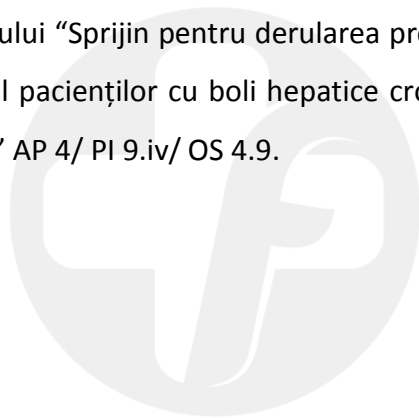 ului “Sprijin pentru derularea pr
l pacienților cu boli hepatice cr
’ AP 4/ PI 9.iv/ OS 4.9.